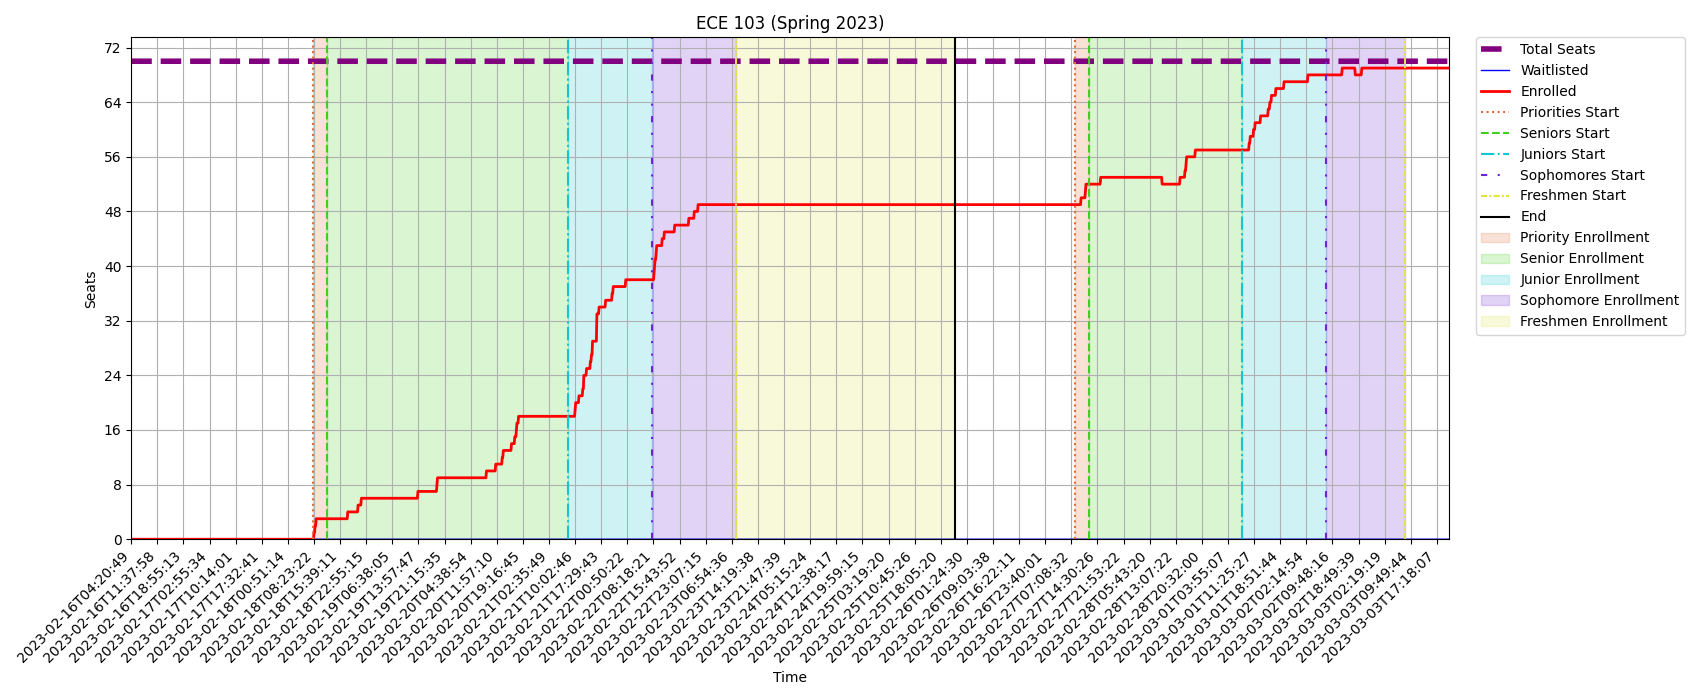 ECE 103 (Spring 2023)
72
64
56
48
40
32
24
16
8
0
Seats
2023-02-16T04:20:49
2023-02-16T11:37:58
2023-02-16T18:55:13
2023-02-17T02:55:34
2023-02-17T10:14:01
2023-02-17T17:32:41
2023-02-18T00:51:14
2023-02-18T08:23:22
2023-02-18T15:39:11
2023-02-18T22:55:15
2023-02-19T06:38:05
2023-02-19T13:57:47
2023-02-19T21:15:35
2023-02-20T04:38:54
2023-02-20T11:57:10
2023-02-20T19:16:45
2023-02-21T02:35:49
2023-02-21T10:02:46
2023-02-21T17:29:43
2023-02-22T00:50:22
2023-02-22T08:18:21
2023-02-22T15:43:52
2023-02-22T23:07:15
2023-02-23T06:54:36
2023-02-23T14:19:38
2023-02-23T21:47:39
2023-02-24T05:15:24
2023-02-24T12:38:17
2023-02-24T19:59:15
2023-02-25T03:19:20
2023-02-25T10:45:26
2023-02-25T18:05:20
2023-02-26T01:24:30
2023-02-26T09:03:38
2023-02-26T16:22:11
2023-02-26T23:40:01
2023-02-27T07:08:32
2023-02-27T14:30:26
2023-02-27T21:53:22
2023-02-28T05:43:20
2023-02-28T13:07:22
2023-02-28T20:32:00
2023-03-01T03:55:07
2023-03-01T11:25:27
2023-03-01T18:51:44
2023-03-02T02:14:54
2023-03-02T09:48:16
2023-03-02T18:49:39
2023-03-03T02:19:19
2023-03-03T09:49:44
2023-03-03T17:18:07
Time
Total Seats
Waitlisted
Enrolled
Priorities Start
Seniors Start
Juniors Start
Sophomores Start
Freshmen Start
End
Priority Enrollment
Senior Enrollment
Junior Enrollment
Sophomore Enrollment
Freshmen Enrollment